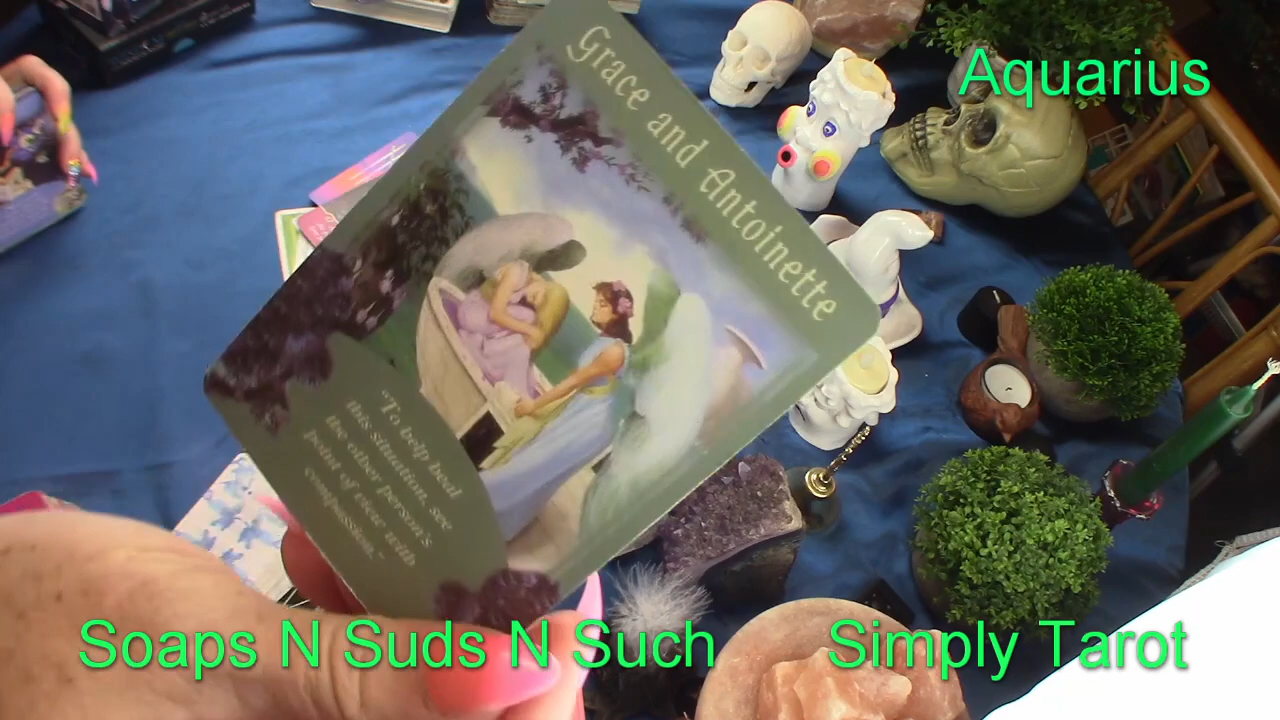 Aquarius
Grace and Antoinette
"To help heal
this situation, see
the other person's
point of view with
compassion."
Soaps N Suds N Such
Simply Tarot